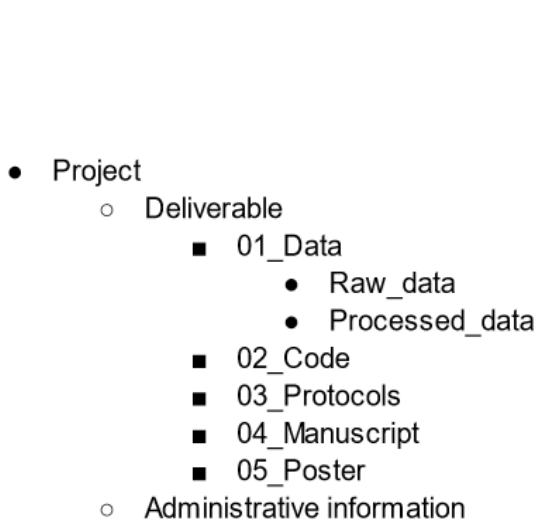 Project
Deliverable
01_Data
Raw_data
Processed_data
02_Code
03_Protocols
04_Manuscript
05_Poster
Administrative information